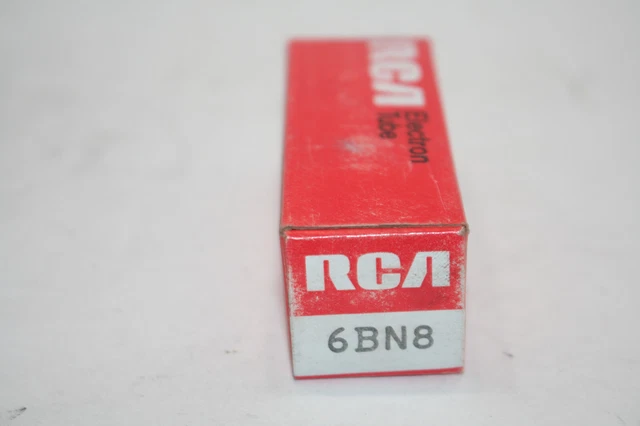 RCA
Electron
Tube
RCA
6BN8